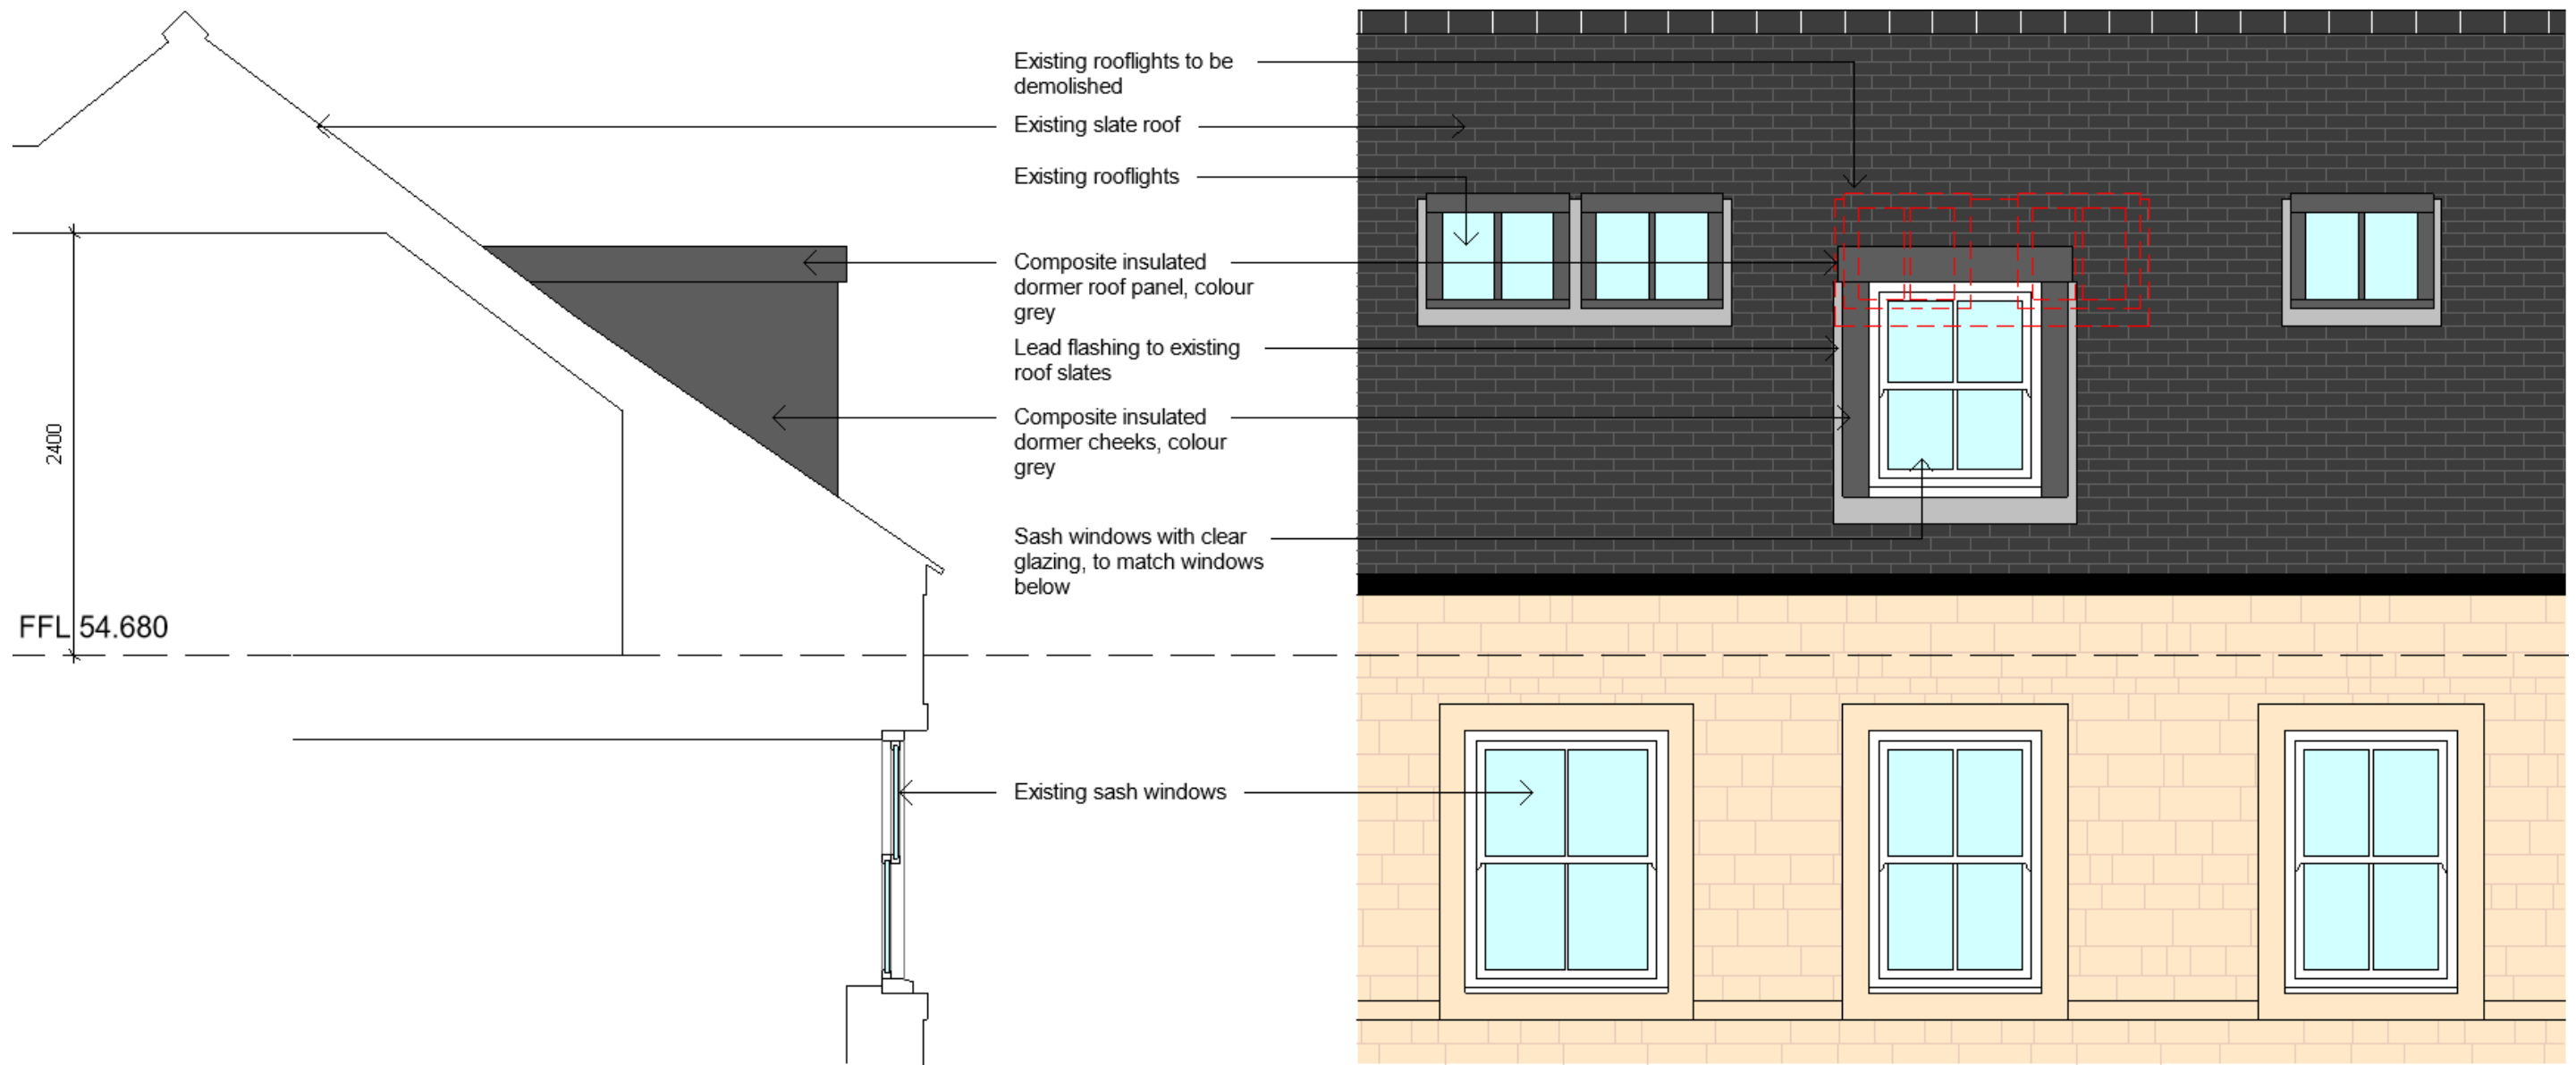 Existing rooflights to be
demolished
Existing slate roof
Existing rooflights
Composite insulated
dormer roof panel, colour
grey
Lead flashing to existing
roof slates
Composite insulated
dormer cheeks, colour
grey
Sash windows with clear
glazing, to match windows
below
2400
FFL 54.680
Existing sash windows